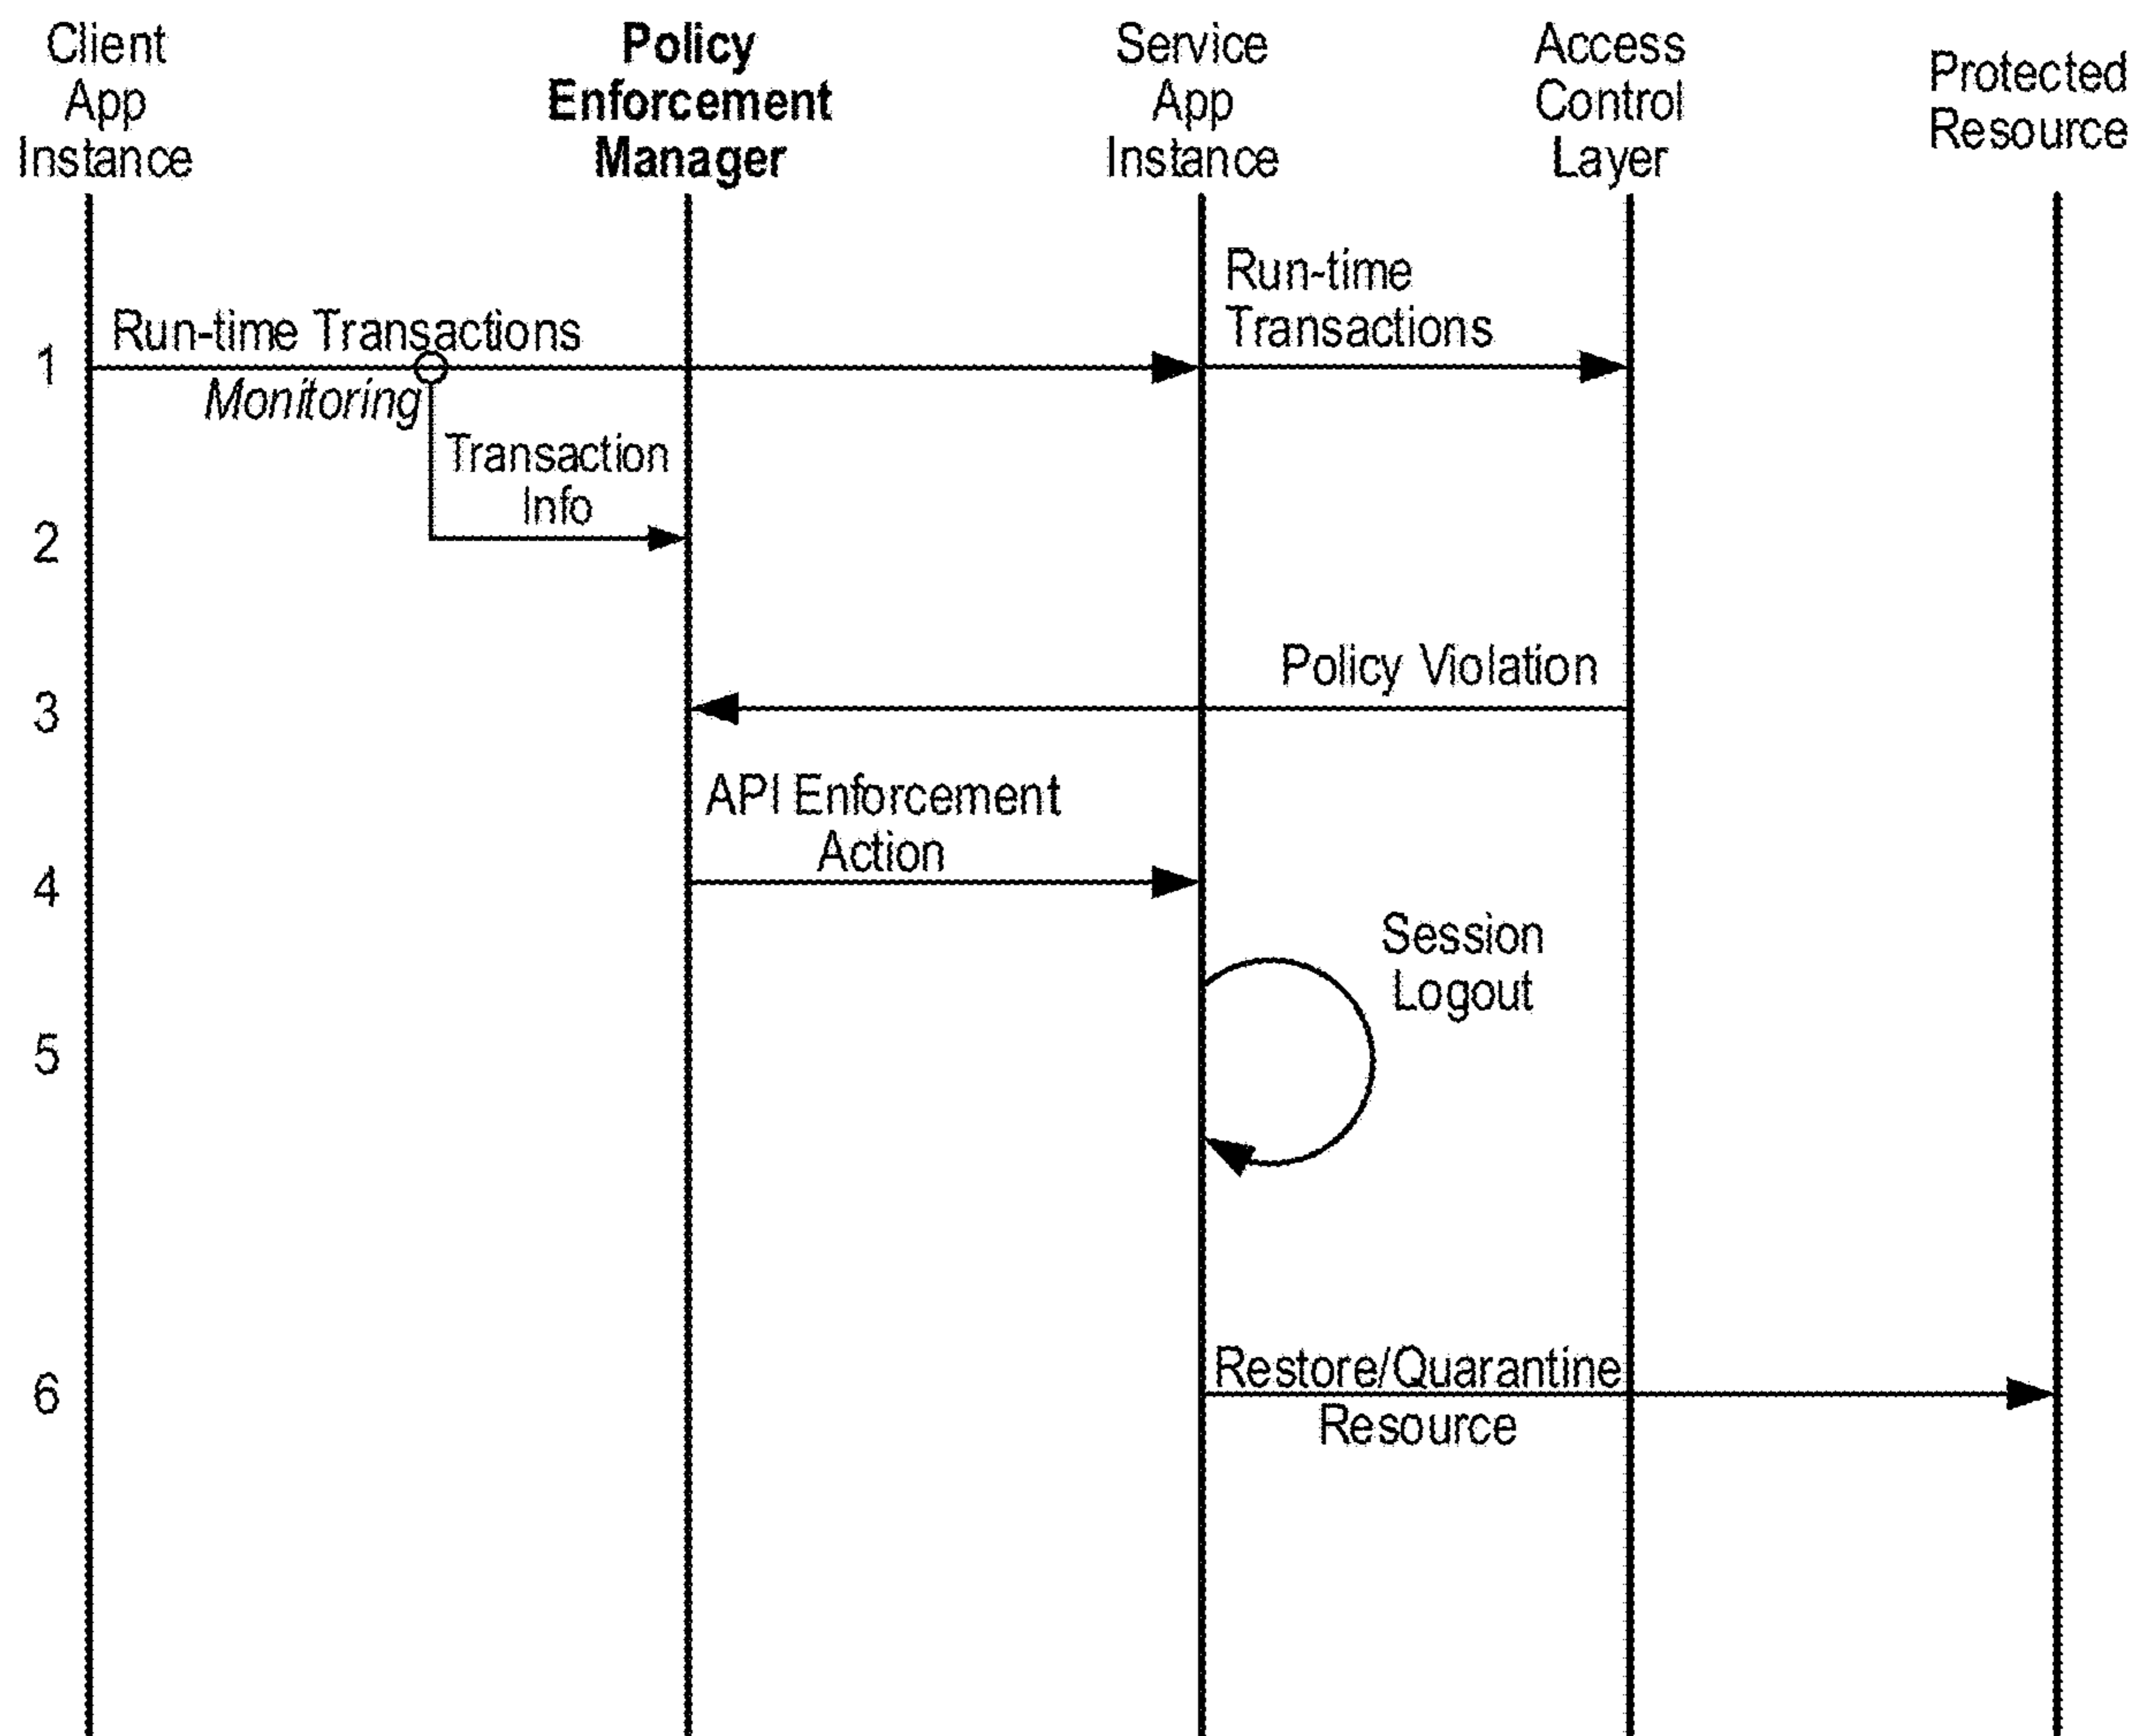 Client
App
Instance
Policy
Enforcement
Manager
Service
App
Instance
Access
Control
Layer
Protected
Resource
Run-time
Transactions
Run-time Transactions
1
Monitoring
Transaction
Info
2
Policy Violation
3
API Enforcement
Action
4
Session
Logout
5
Restore/Quarantine
6
Resource